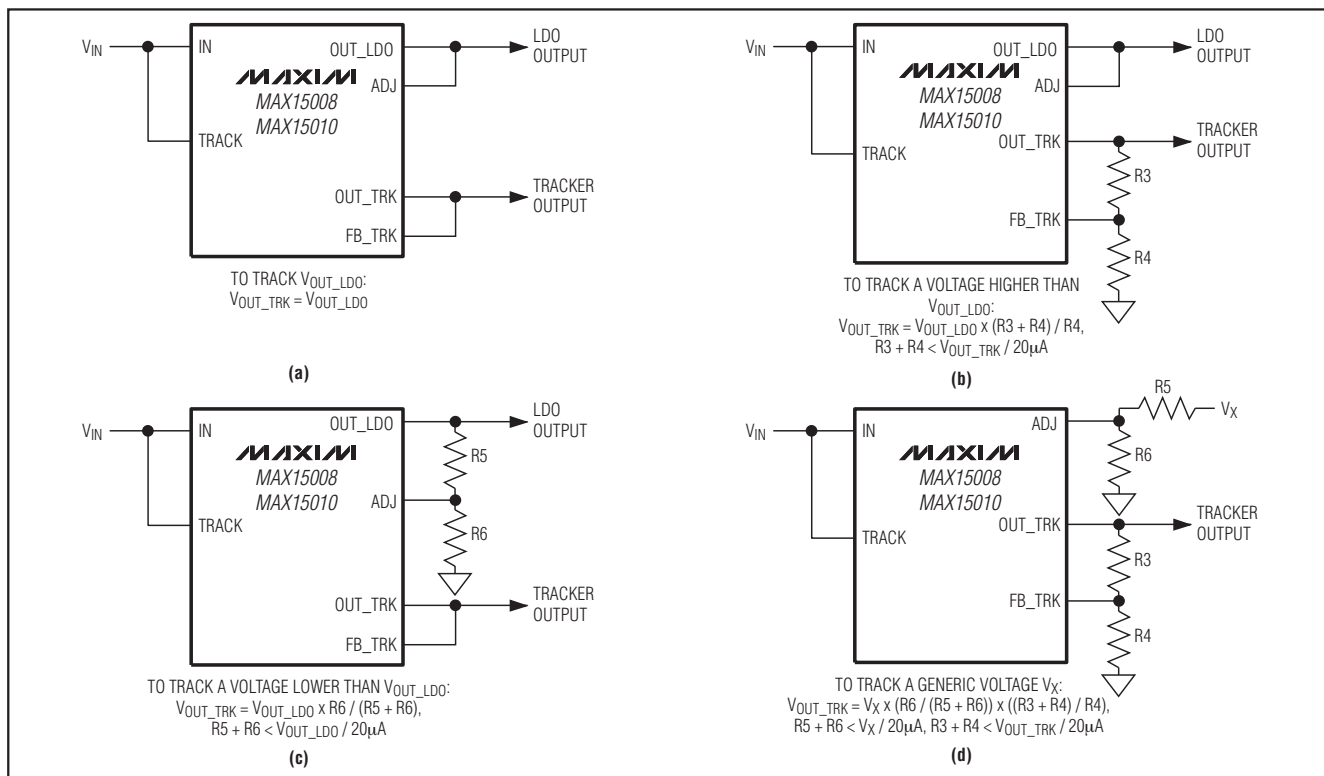 V_IN
IN
OUT_LDO
LDO
OUTPUT
MAXIM
ADJ
MAX15008
MAX15010
TRACK
OUT_TRK
TRACKER
OUTPUT
FB_TRK
TO TRACK V_OUT_LDO:
V_OUT_TRK = V_OUT_LDO
(a)
V_IN
IN
OUT_LDO
LDO
OUTPUT
MAXIM
ADJ
MAX15008
MAX15010
OUT_TRK
TRACKER
OUTPUT
TRACK
R3
FB_TRK
R4
TO TRACK A VOLTAGE HIGHER THAN
V_OUT_LDO:
V_OUT_TRK = V_OUT_LDO x (R3 + R4) / R4,
R3 + R4 < V_OUT_TRK / 20μA
(b)
V_IN
IN
OUT_LDO
LDO
OUTPUT
MAXIM
R5
MAX15008
MAX15010
ADJ
TRACK
R6
OUT_TRK
TRACKER
OUTPUT
FB_TRK
TO TRACK A VOLTAGE LOWER THAN V_OUT_LDO:
V_OUT_TRK = V_OUT_LDO x R6 / (R5 + R6),
R5 + R6 < V_OUT_LDO / 20μA
(c)
R5
V_X
V_IN
IN
ADJ
MAXIM
R6
MAX15008
MAX15010
OUT_TRK
TRACKER
OUTPUT
TRACK
R3
FB_TRK
R4
TO TRACK A GENERIC VOLTAGE V_X:
V_OUT_TRK = V_X x (R6 / (R5 + R6)) x ((R3 + R4) / R4),
R5 + R6 < V_X / 20μA, R3 + R4 < V_OUT_TRK / 20μA
(d)